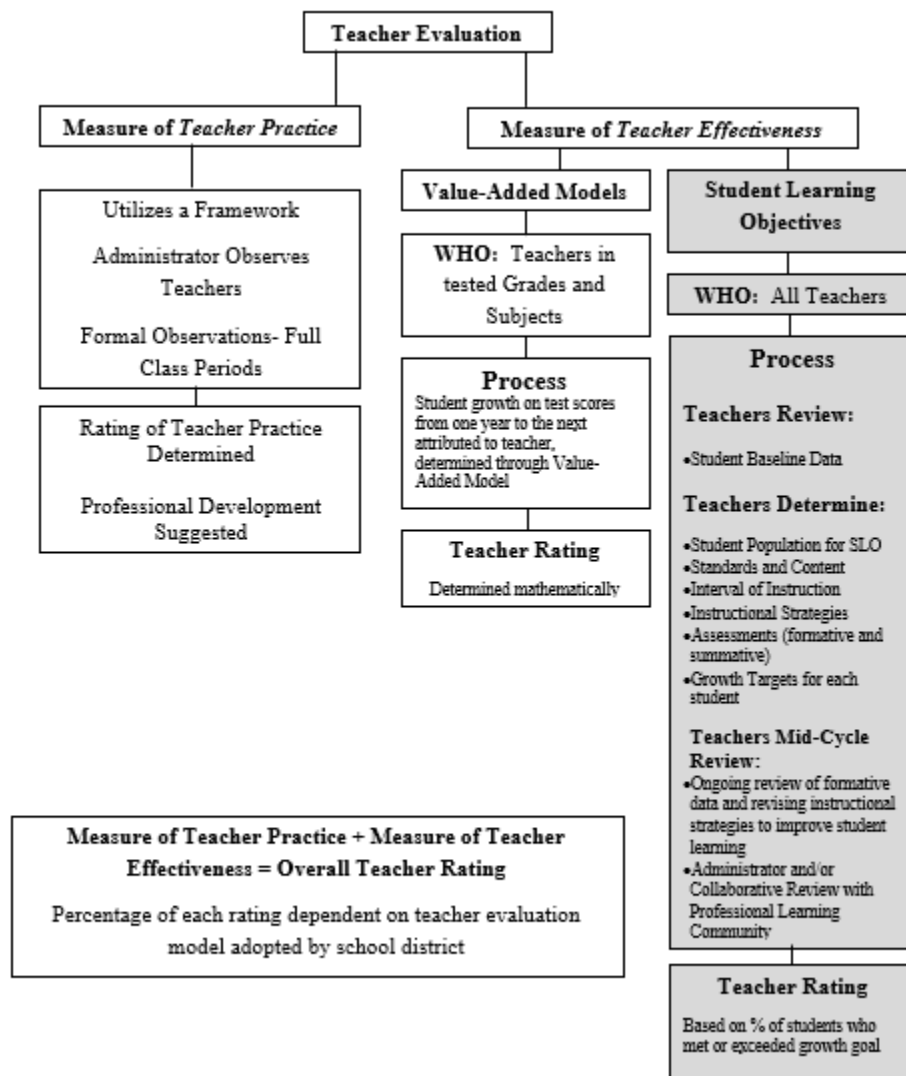 Teacher Evaluation
Measure of Teacher Practice
Measure of Teacher Effectiveness
Utilizes a Framework
Administrator Observes
Teachers
Formal Observations- Full
Class Periods
Rating of Teacher Practice
Determined
Professional Development
Suggested
Value-Added Models
WHO: Teachers in
tested Grades and
Subjects
Process
Student growth on test scores
from one year to the next
attributed to teacher,
determined through Value-
Added Model
Teacher Rating
Determined mathematically
Student Learning
Objectives
WHO: All Teachers
Process
Teachers Review:
•Student Baseline Data
Teachers Determine:
•Student Population for SLO
•Standards and Content
•Interval of Instruction
•Instructional Strategies
•Assessments (formative and
summative)
•Growth Targets for each
student
Teachers Mid-Cycle
Review:
•Ongoing review of formative
data and revising instructional
strategies to improve student
learning
•Administrator and/or
Collaborative Review with
Professional Learning
Community
Teacher Rating
Based on % of students who
met or exceeded growth goal
Measure of Teacher Practice + Measure of Teacher
Effectiveness = Overall Teacher Rating
Percentage of each rating dependent on teacher evaluation
model adopted by school district